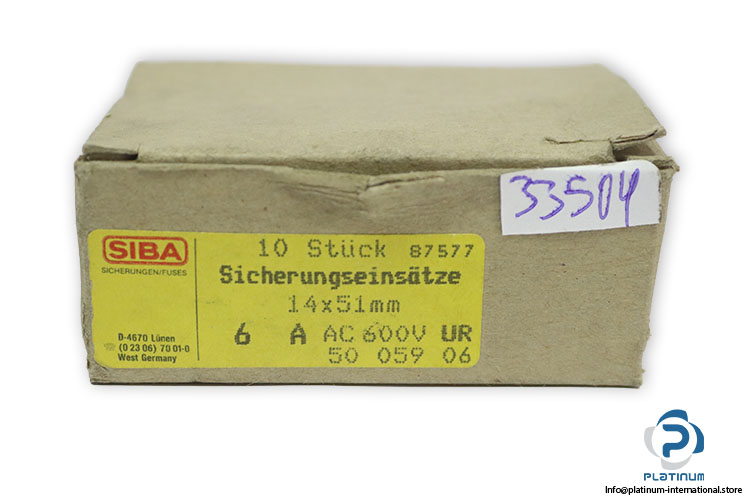 33504
SIBA
SICHERUNGEN/FUSES
10 Stück 87577
Sicherungseinsätze
14x51mm
6 A AC 600V UR
50 059 06
D-4670 Lünen
☏ (0 23 06) 70 01-0
West Germany
PLATINUM
Info@platinum-international.store